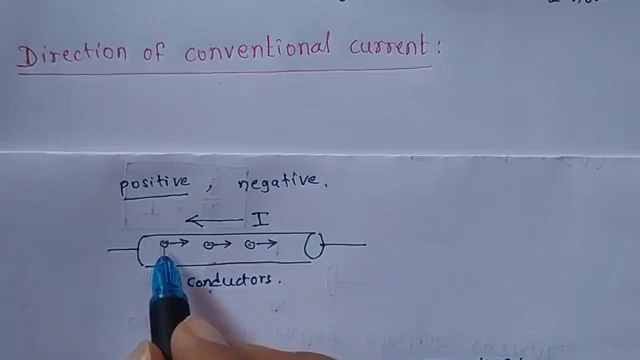 Direction of conventional current:
positive, negative.
I
conductors.